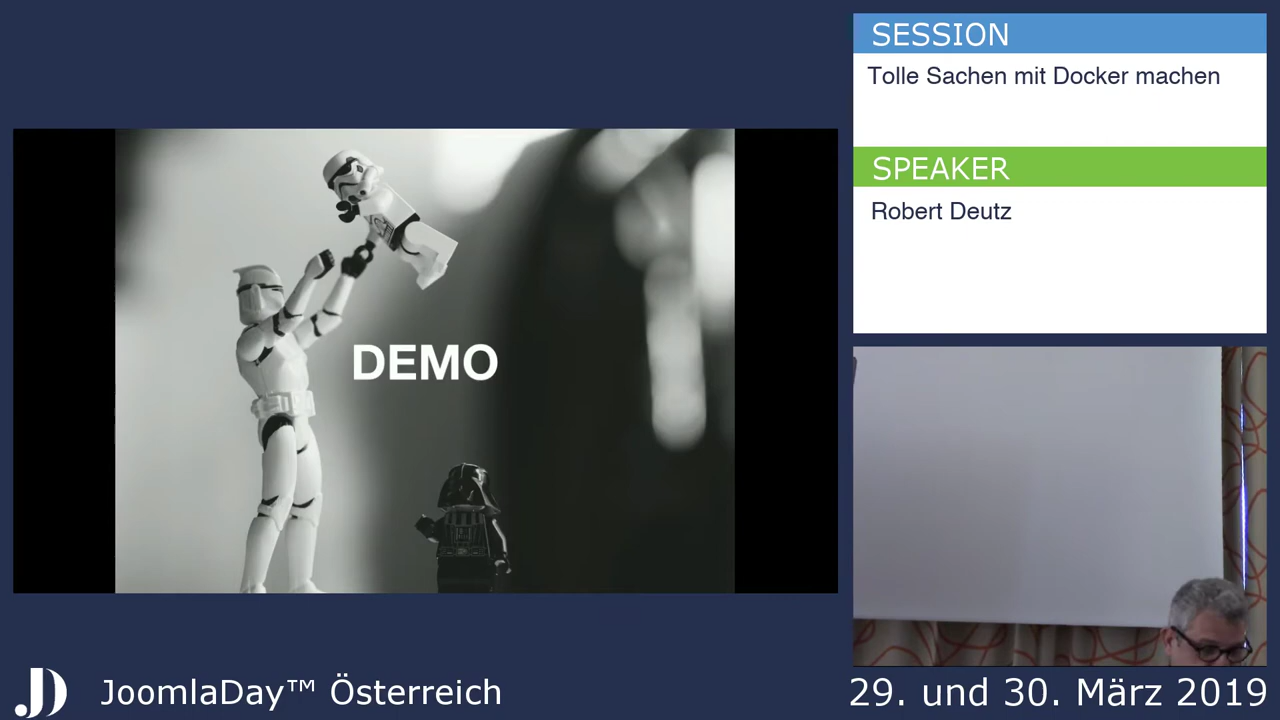 SESSION
Tolle Sachen mit Docker machen
SPEAKER
Robert Deutz
DEMO
JoomlaDay™ Österreich
29. und 30. März 2019